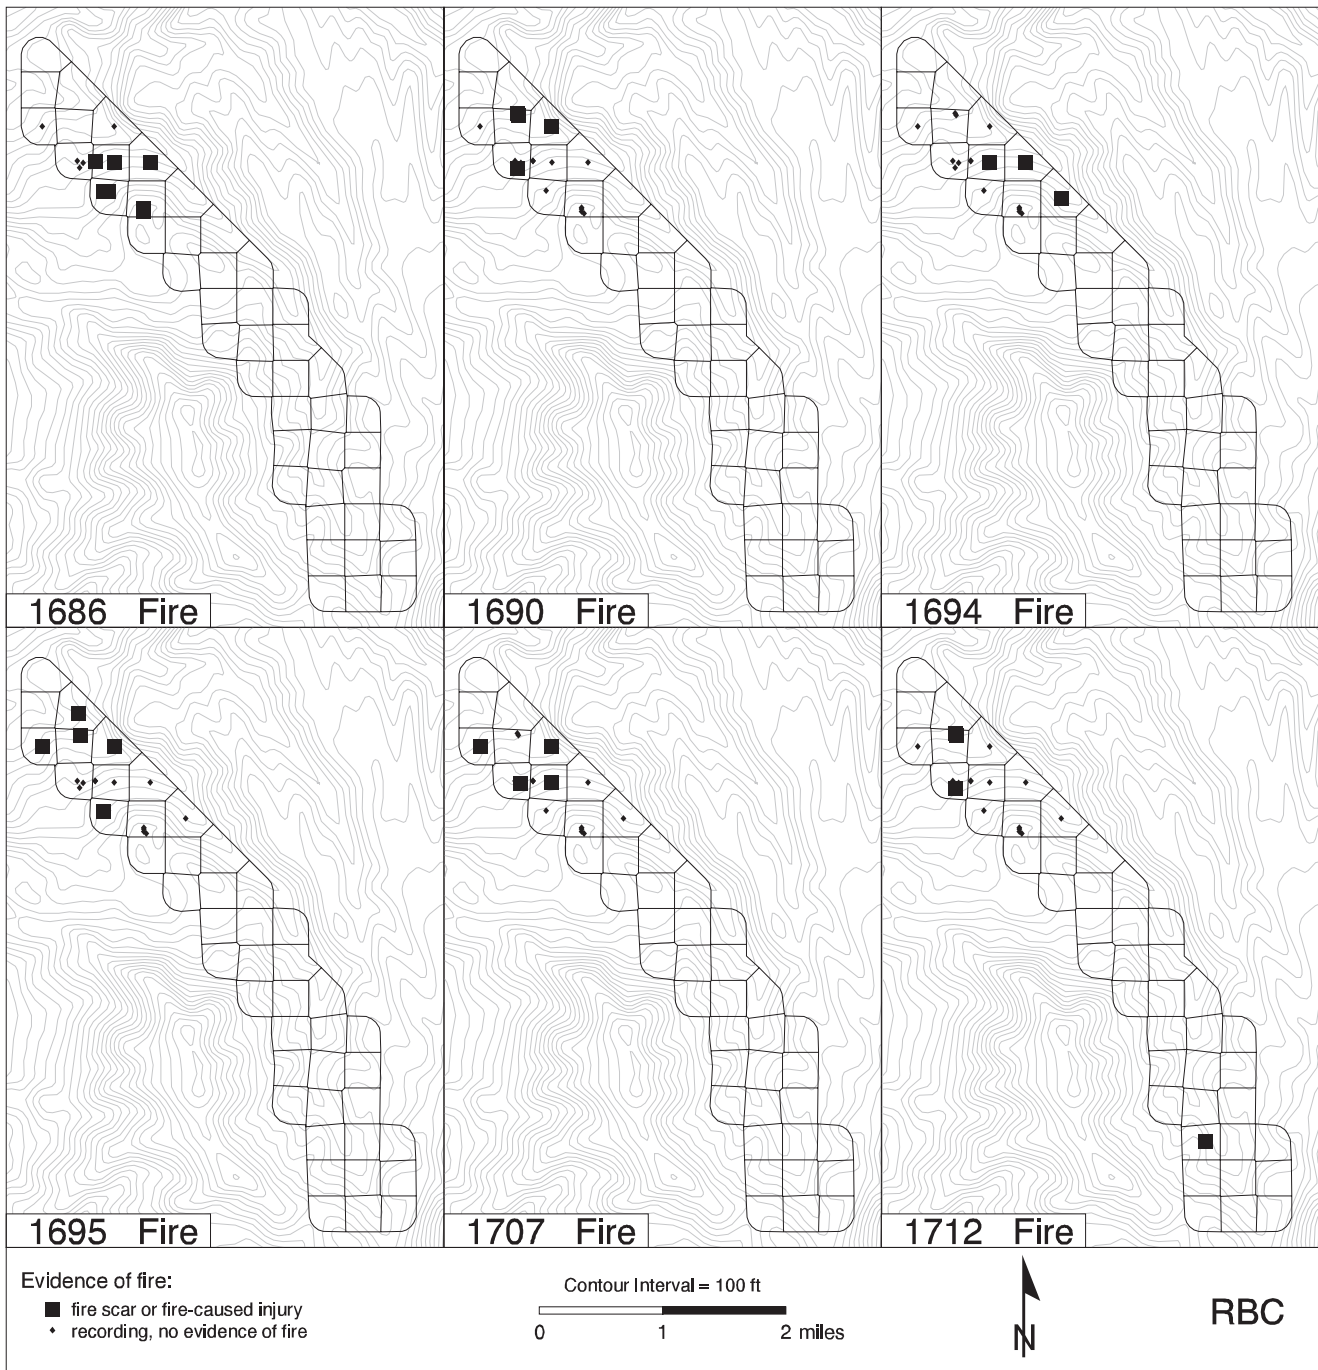 1686 Fire
1690 Fire
1694 Fire
1695 Fire
1707 Fire
1712 Fire
Evidence of fire:
fire scar or fire-caused injury
recording, no evidence of fire
Contour Interval = 100 ft
0 1 2 miles
N
RBC